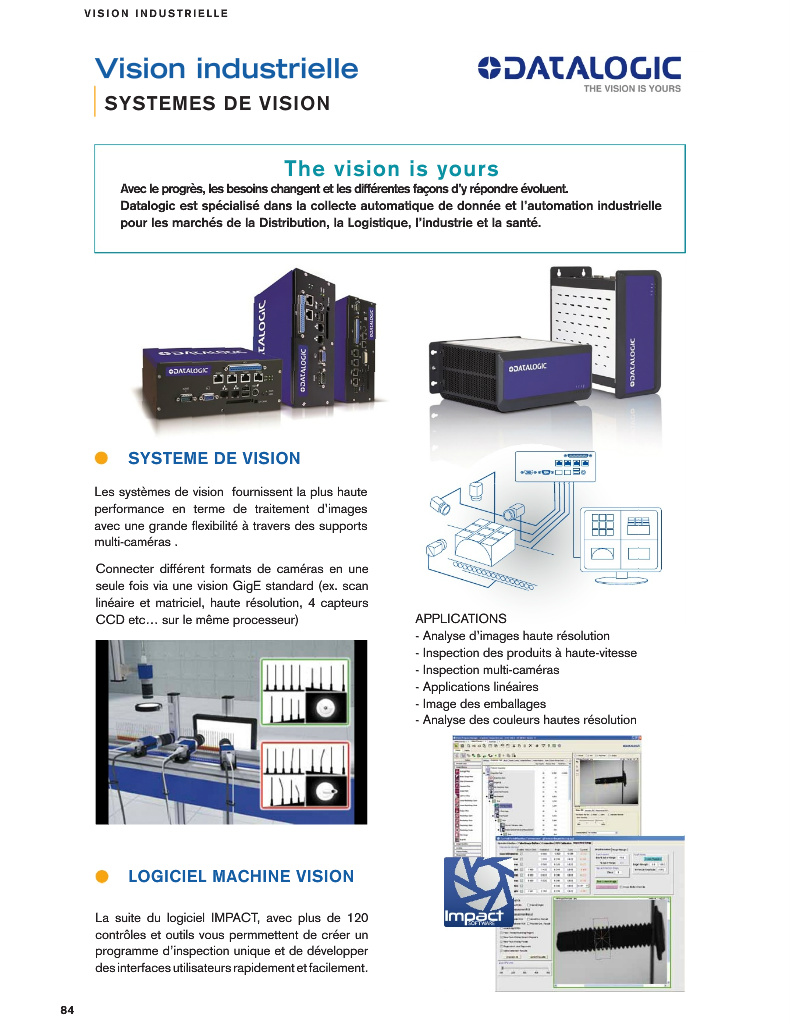 VISION INDUSTRIELLE
Vision industrielle
SYSTEMES DE VISION
DATALOGIC
THE VISION IS YOURS
The vision is yours
Avec le progrès, les besoins changent et les différentes façons d'y répondre évoluent.
Datalogic est spécialisé dans la collecte automatique de donnée et l'automation industrielle
pour les marchés de la Distribution, la Logistique, l'industrie et la santé.
DATALOGIC
DATALOGIC
DATALOGIC
DATALOGIC
DATALOGIC
DATALOGIC
DATALOGIC
SYSTEME DE VISION
Les systèmes de vision fournissent la plus haute
performance en terme de traitement d'images
avec une grande flexibilité à travers des supports
multi-caméras .
Connecter différent formats de caméras en une
seule fois via une vision GigE standard (ex. scan
linéaire et matriciel, haute résolution, 4 capteurs
CCD etc... sur le même processeur)
APPLICATIONS
- Analyse d'images haute résolution
- Inspection des produits à haute-vitesse
- Inspection multi-caméras
- Applications linéaires
- Image des emballages
- Analyse des couleurs hautes résolution
LOGICIEL MACHINE VISION
La suite du logiciel IMPACT, avec plus de 120
contrôles et outils vous permmettent de créer un
programme d'inspection unique et de développer
des interfaces utilisateurs rapidement et facilement.
Impact
SOFTWARE
84